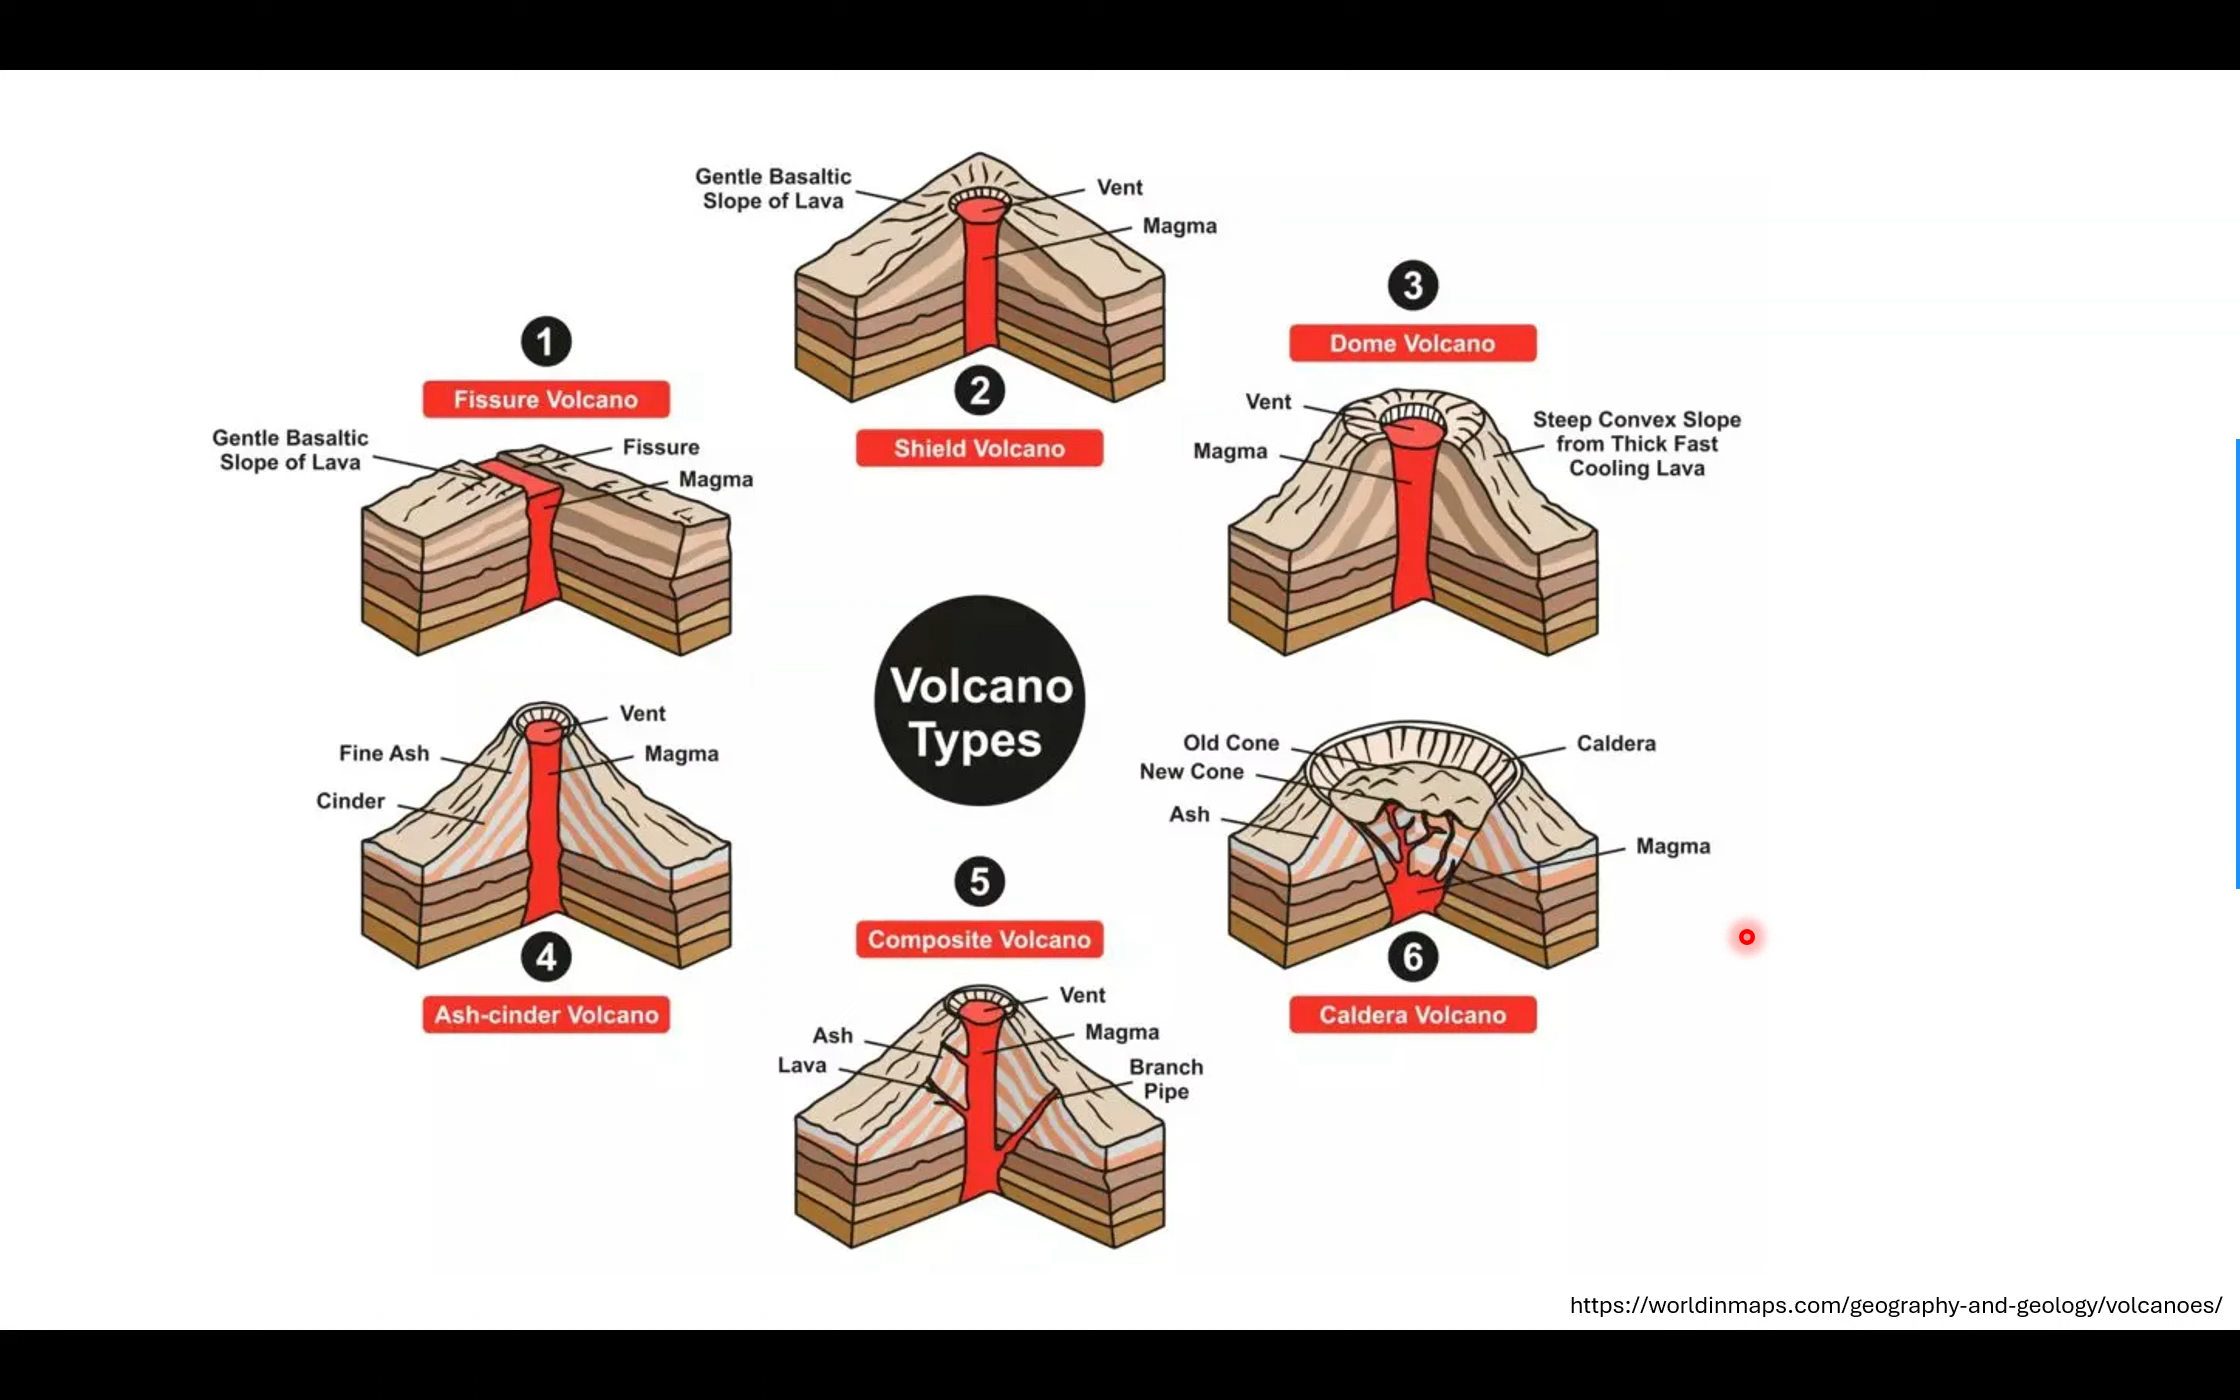 Gentle Basaltic
Slope of Lava
Vent
Magma
2
Shield Volcano
1
Fissure Volcano
Gentle Basaltic
Slope of Lava
Fissure
Magma
3
Dome Volcano
Vent
Magma
Steep Convex Slope
from Thick Fast
Cooling Lava
Volcano
Types
Vent
Fine Ash
Magma
Cinder
4
Ash-cinder Volcano
5
Composite Volcano
Vent
Ash
Magma
Lava
Branch
Pipe
Old Cone
New Cone
Ash
Caldera
Magma
6
Caldera Volcano
https://worldinmaps.com/geography-and-geology/volcanoes/